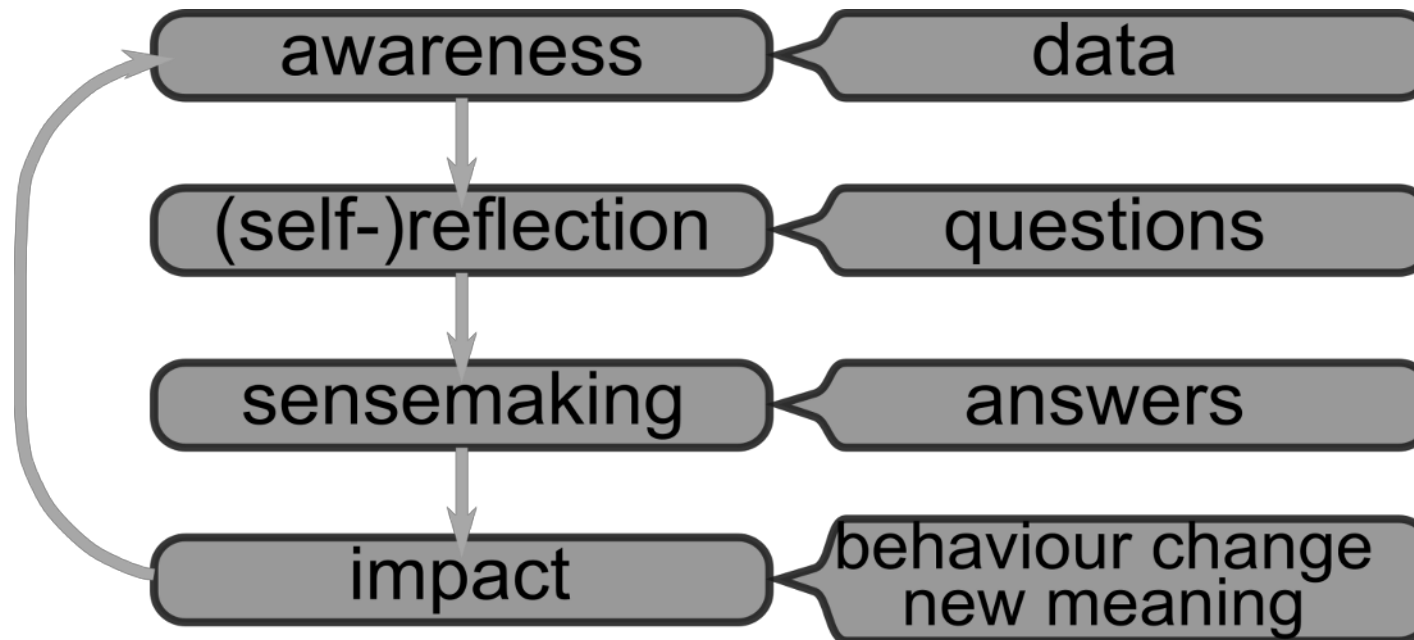 awareness
data
(self-)reflection
questions
sensemaking
answers
impact
behaviour change
new meaning